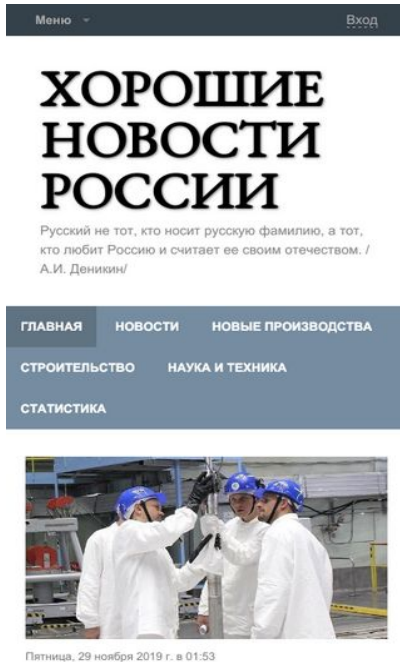 Меню
Вход
ХОРОШИЕ
НОВОСТИ
РОССИИ
Русский не тот, кто носит русскую фамилию, а тот,
кто любит Россию и считает ее своим отечеством. /
А.И. Деникин/
ГЛАВНАЯ НОВОСТИ НОВЫЕ ПРОИЗВОДСТВА
СТРОИТЕЛЬСТВО НАУКА И ТЕХНИКА
СТАТИСТИКА
Пятница, 29 ноября 2019 г. в 01:53